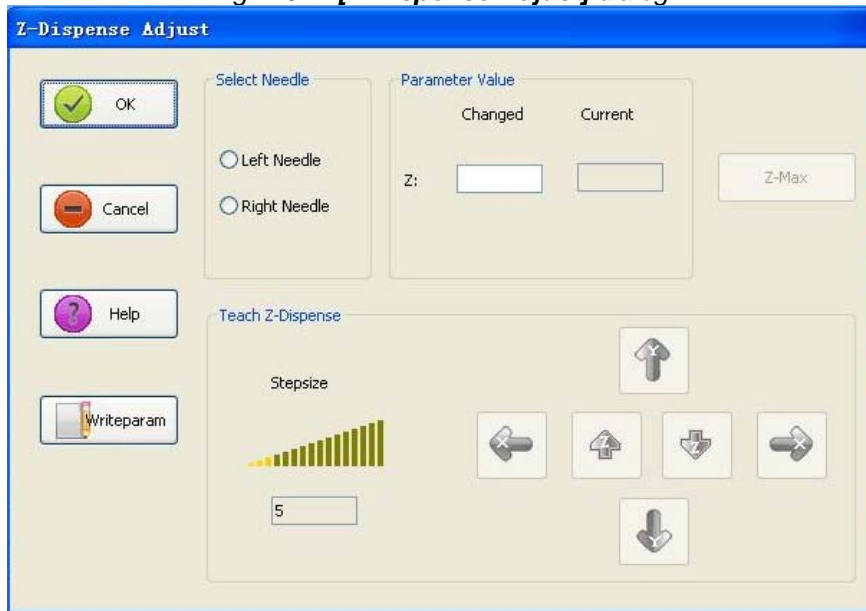 Z-Dispense Adjust
OK
Cancel
Help
Writeparam
Select Needle
Left Needle
Right Needle
Parameter Value
Changed Current
Z:
Z-Max
Teach Z-Dispense
Stepsize
5
Y
X Z Z X
Y